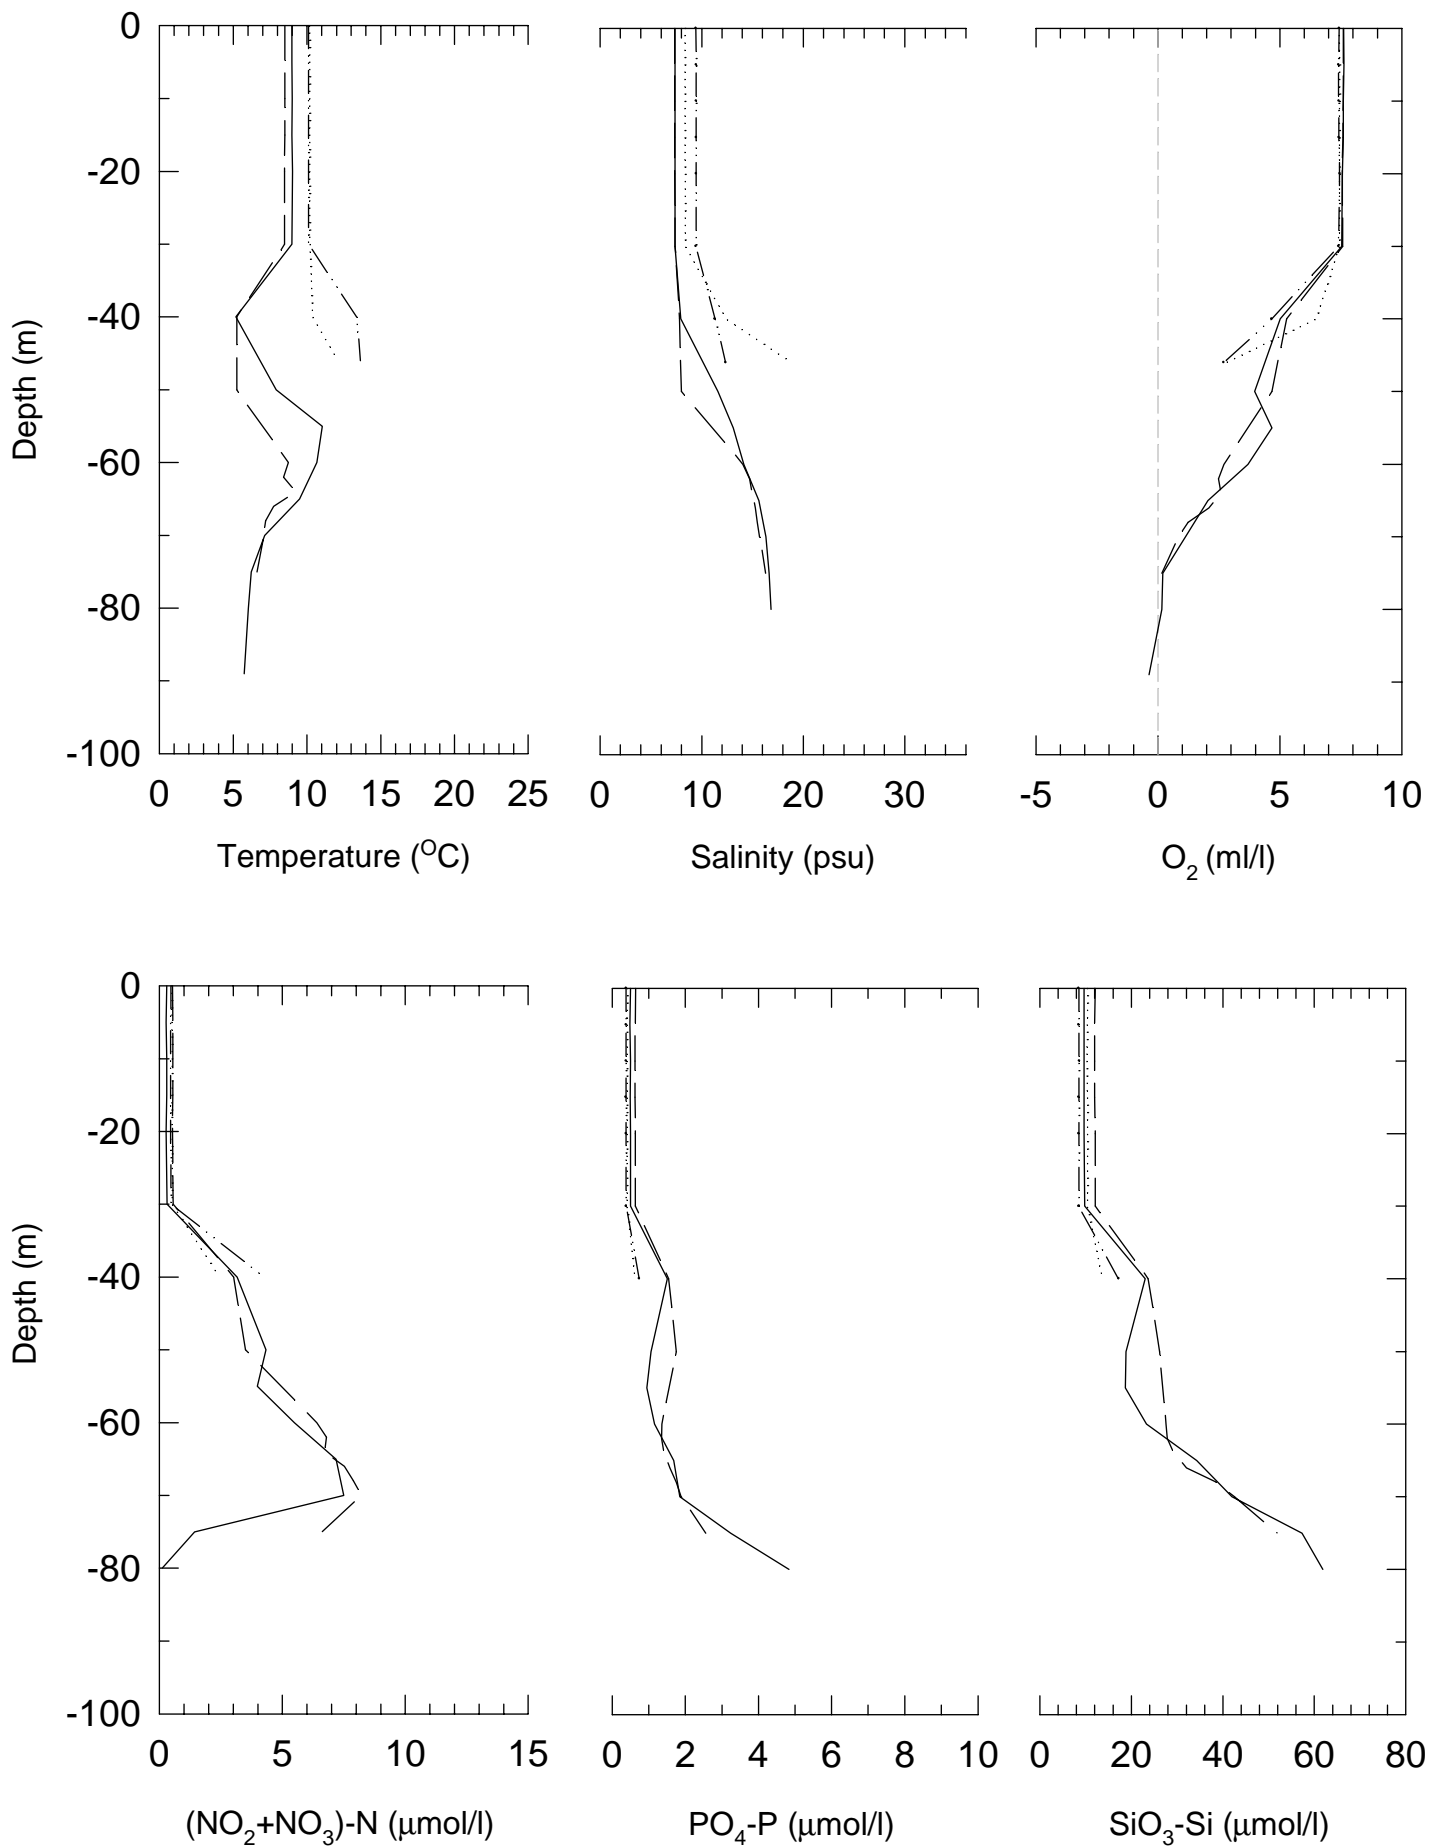 0
-20
-40
-60
-80
-100
Depth (m)
0 5 10 15 20 25
Temperature (°C)
0 10 20 30
Salinity (psu)
-5 0 5 10
O₂ (ml/l)
0
-20
-40
-60
-80
-100
Depth (m)
0 5 10 15
(NO₂+NO₃)-N (μmol/l)
0 2 4 6 8 10
PO₄-P (μmol/l)
0 20 40 60 80
SiO₃-Si (μmol/l)